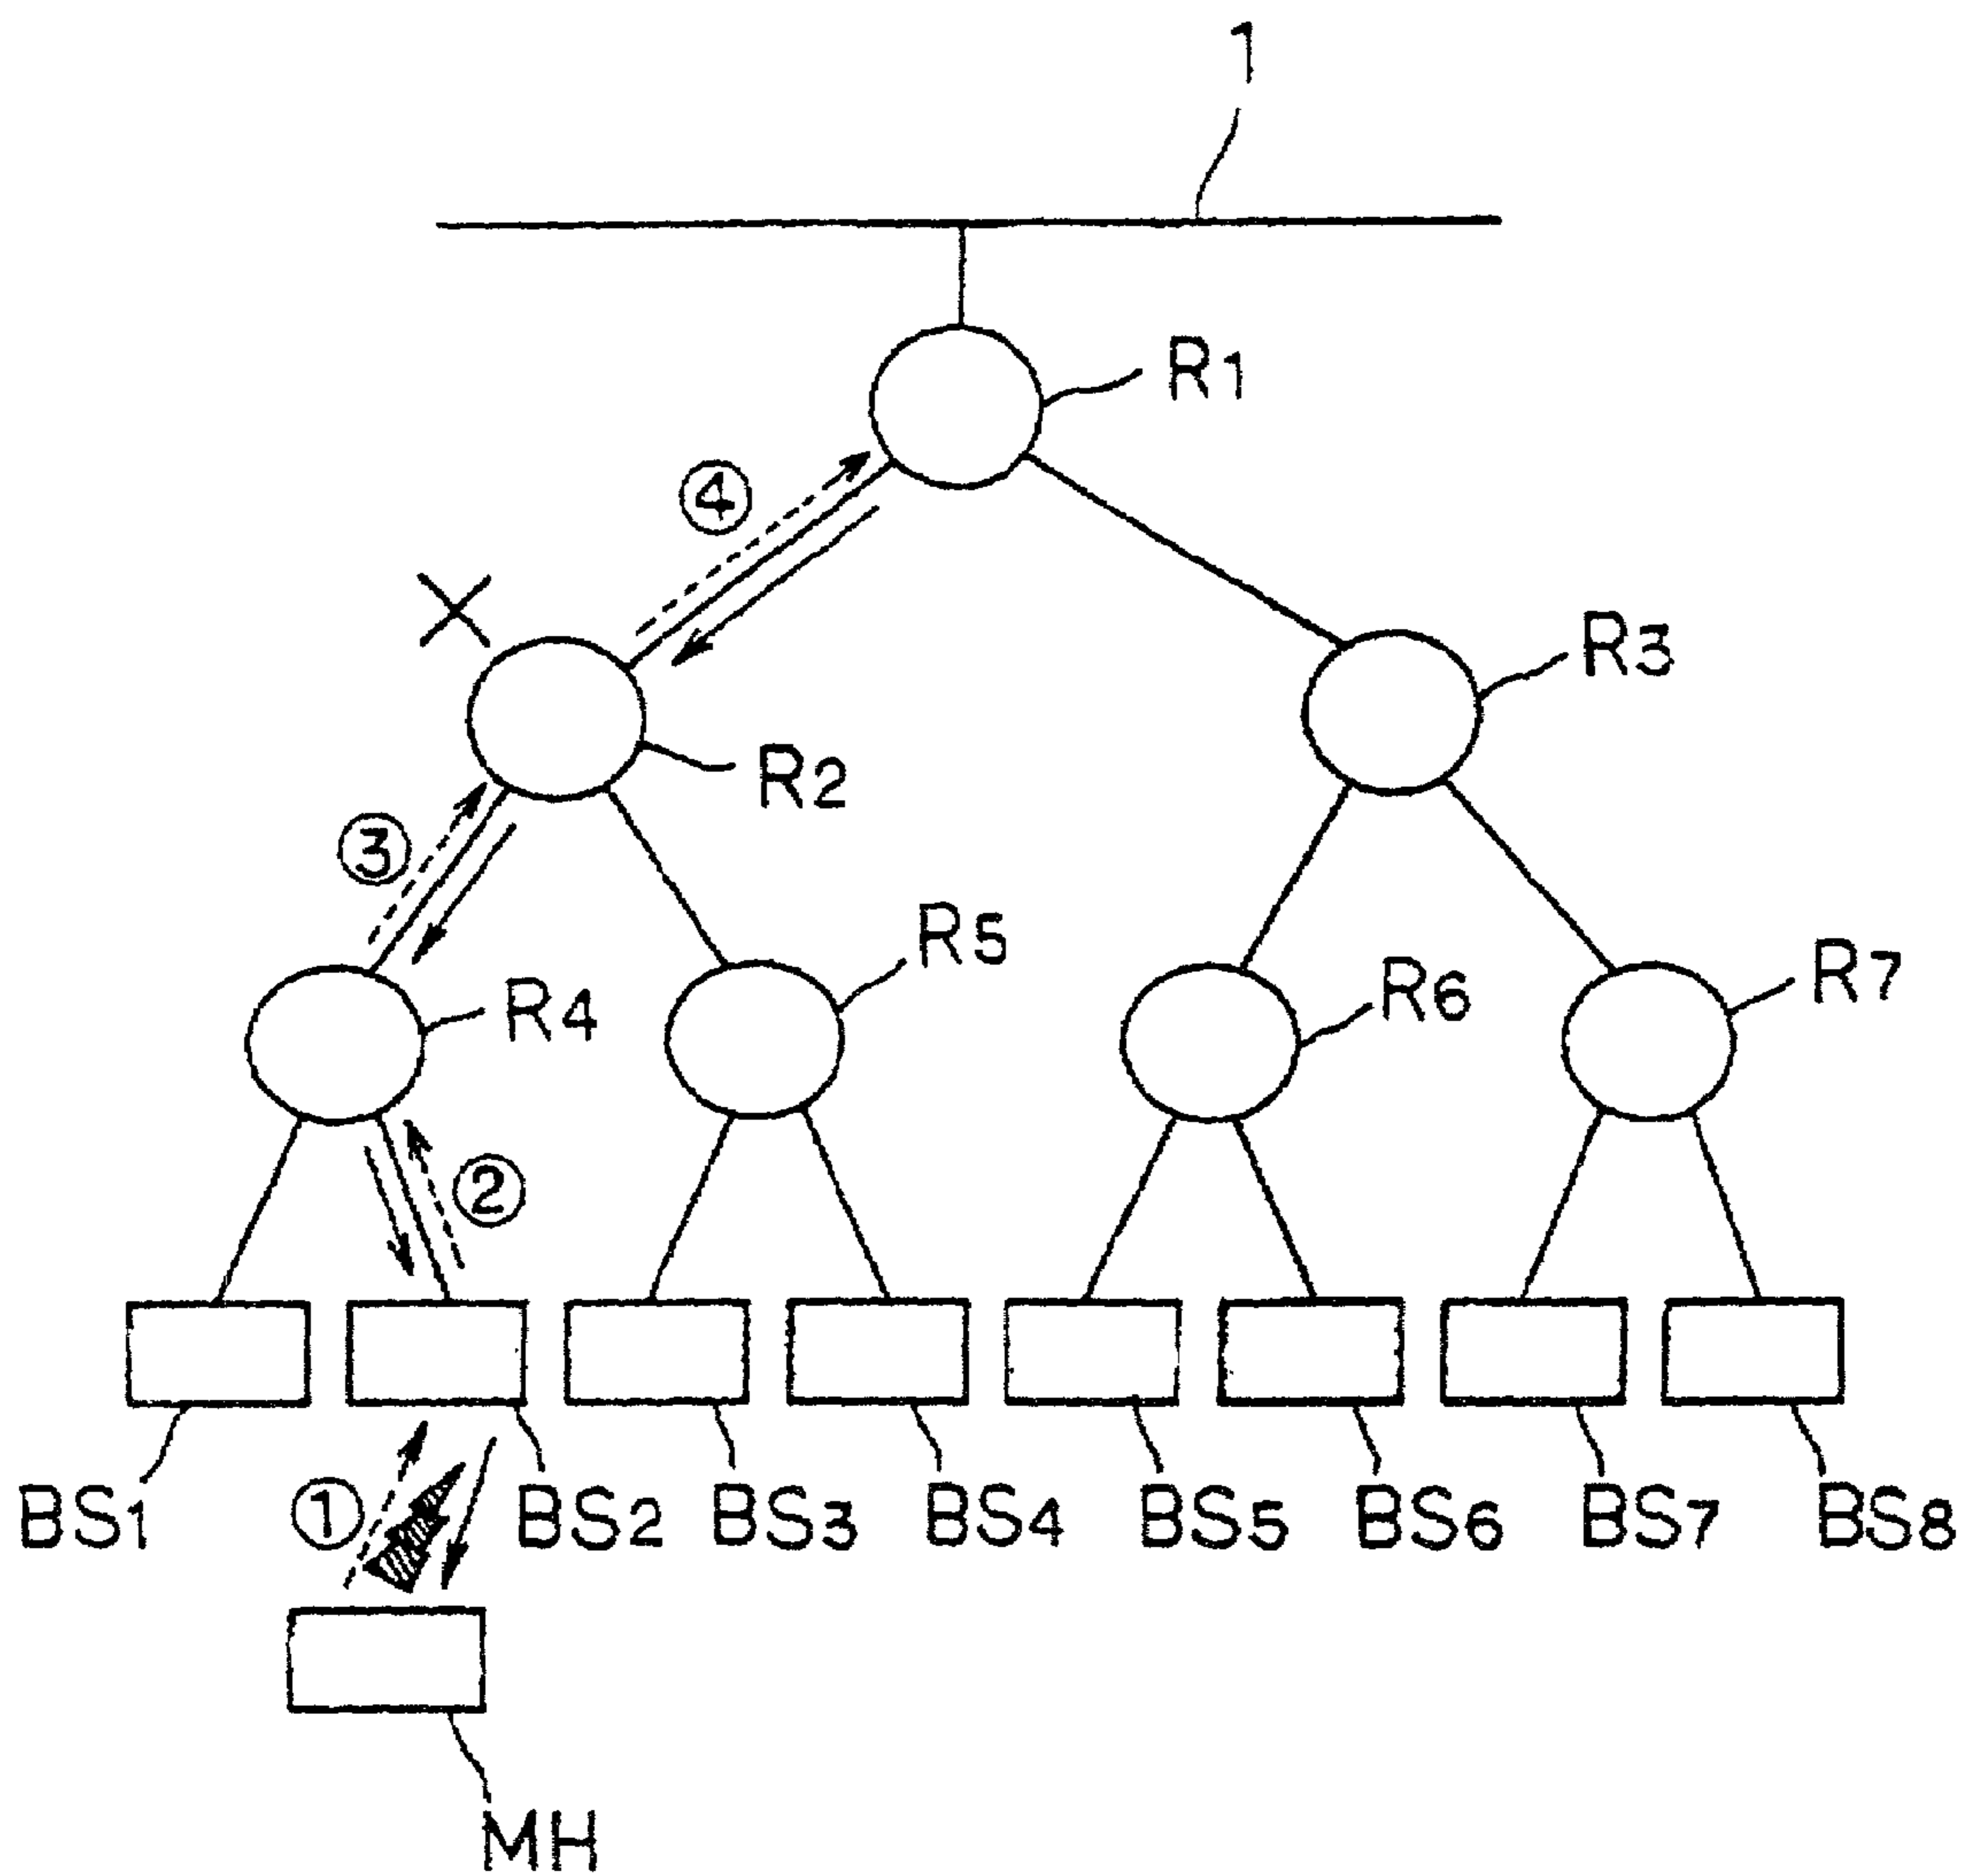 1
R1
④
X
R3
R2
③
R5
R4
R6
R7
②
BS1
①
BS2
BS3
BS4
BS5
BS6
BS7
BS8
MH